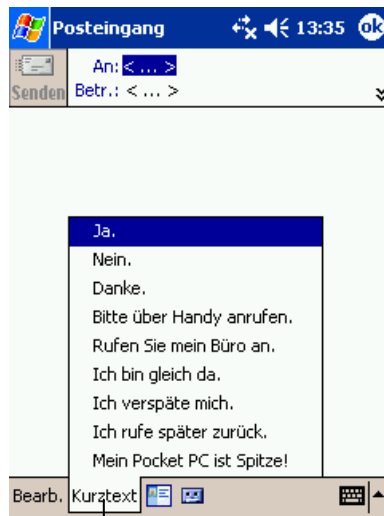 Posteingang 13:35 ok
An: < ... >
Senden Betr.: < ... >
Ja.
Nein.
Danke.
Bitte über Handy anrufen.
Rufen Sie mein Büro an.
Ich bin gleich da.
Ich verspäte mich.
Ich rufe später zurück.
Mein Pocket PC ist Spitze!
Bearb. Kurztext